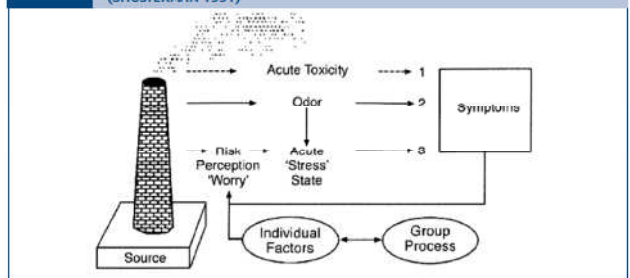 Acute Toxicity 1
Odor 2
Symptoms
Risk Acute 3
Perception 'Stress'
'Worry' State
Individual Group
Factors Process
Source